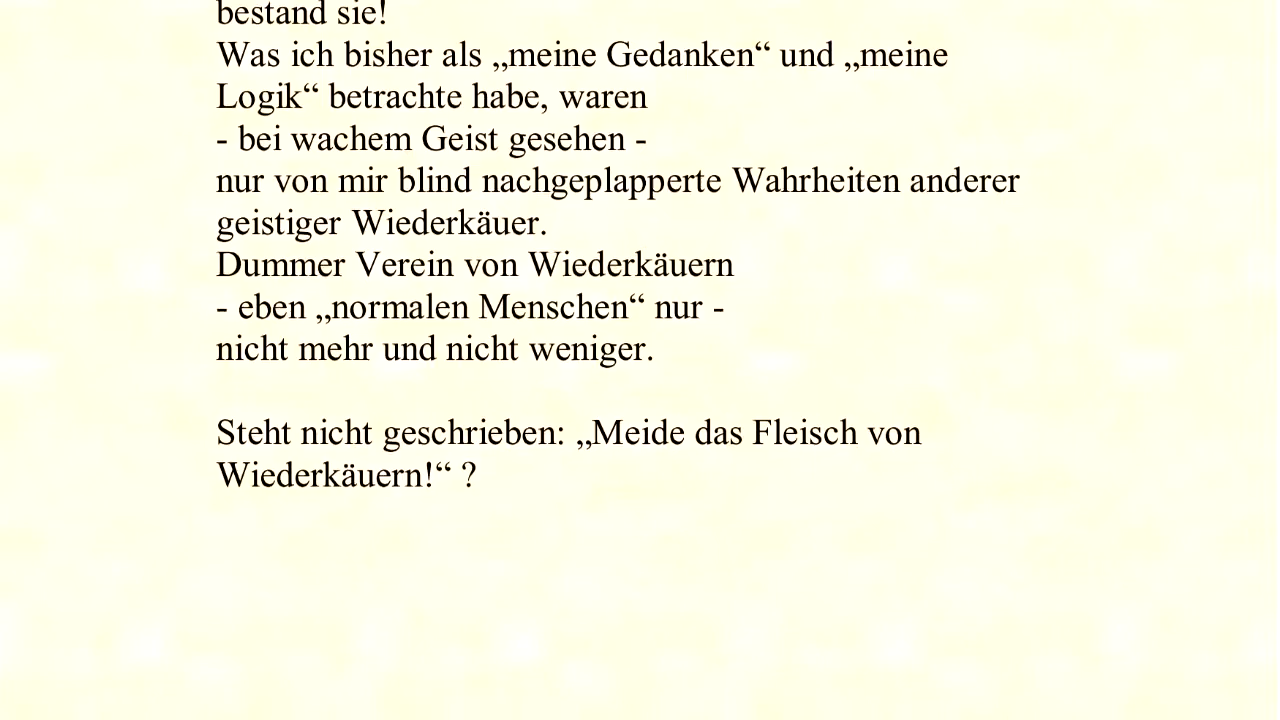 bestand sie!
Was ich bisher als „meine Gedanken“ und „meine
Logik“ betrachte habe, waren
- bei wachem Geist gesehen -
nur von mir blind nachgeplapperte Wahrheiten anderer
geistiger Wiederkäuer.
Dummer Verein von Wiederkäuern
- eben „normalen Menschen“ nur -
nicht mehr und nicht weniger.
Steht nicht geschrieben: „Meide das Fleisch von
Wiederkäuern!“ ?